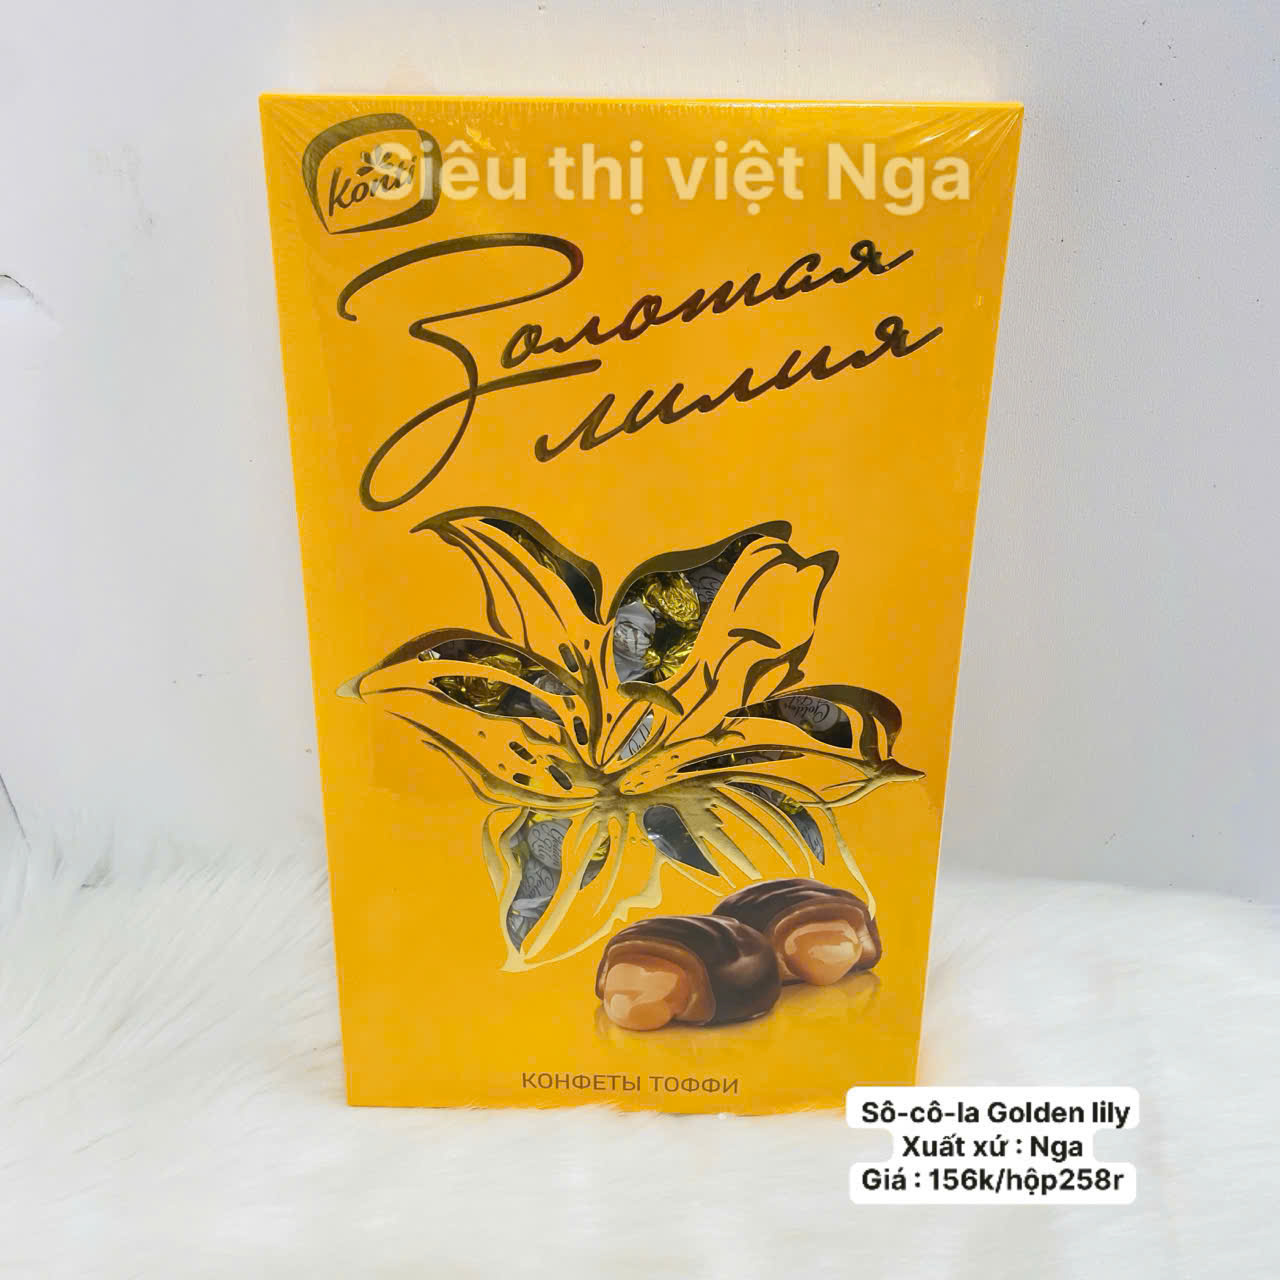 Konti
Siêu thị việt Nga
Золотая
лилия
Golden
КОНФЕТЫ ТОФФИ
Sô-cô-la Golden lily
Xuất xứ : Nga
Giá : 156k/hộp258r